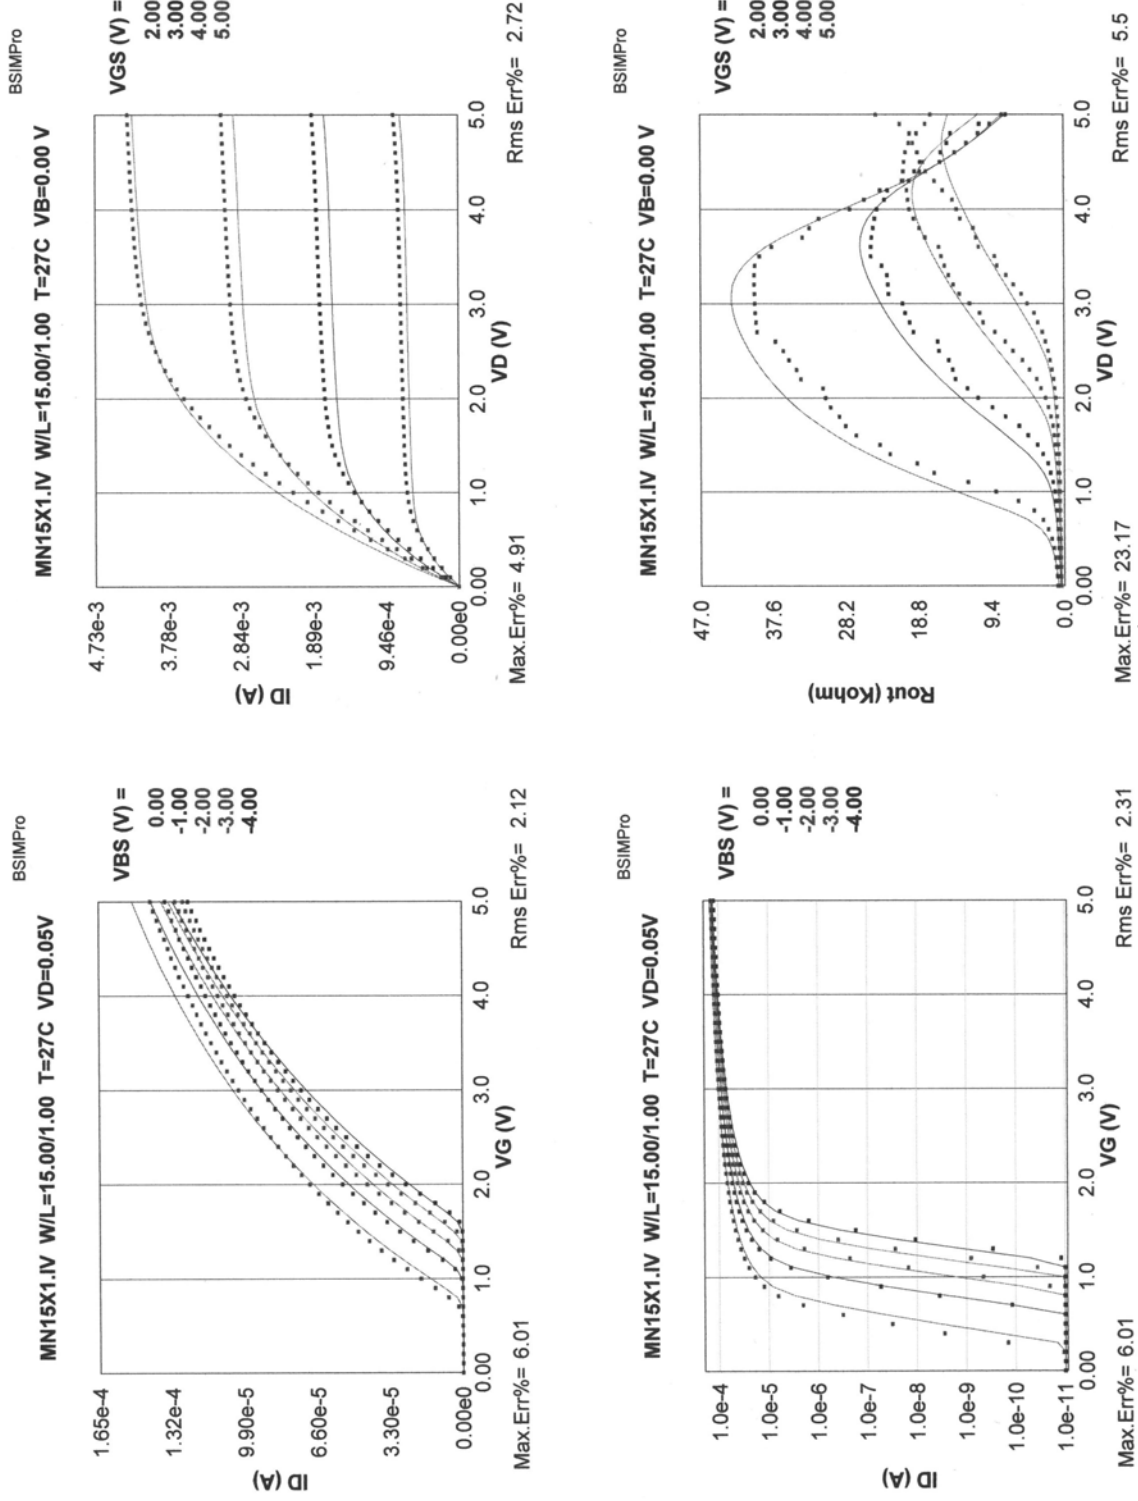 BSIMPro
MN15X1.IV W/L=15.00/1.00 T=27C VD=0.05V
VBS (V) =
0.00
-1.00
-2.00
-3.00
-4.00
1.65e-4
1.32e-4
9.90e-5
6.60e-5
3.30e-5
0.00e0
ID (A)
0.00 1.0 2.0 3.0 4.0 5.0
VG (V)
Max.Err%= 6.01 Rms Err%= 2.12
BSIMPro
MN15X1.IV W/L=15.00/1.00 T=27C VB=0.00 V
VGS (V) =
2.00
3.00
4.00
5.00
4.73e-3
3.78e-3
2.84e-3
1.89e-3
9.46e-4
0.00e0
ID (A)
0.00 1.0 2.0 3.0 4.0 5.0
VD (V)
Max.Err%= 4.91 Rms Err%= 2.72
BSIMPro
MN15X1.IV W/L=15.00/1.00 T=27C VD=0.05V
VBS (V) =
0.00
-1.00
-2.00
-3.00
-4.00
1.0e-4
1.0e-5
1.0e-6
1.0e-7
1.0e-8
1.0e-9
1.0e-10
1.0e-11
ID (A)
0.00 1.0 2.0 3.0 4.0 5.0
VG (V)
Max.Err%= 6.01 Rms Err%= 2.31
BSIMPro
MN15X1.IV W/L=15.00/1.00 T=27C VB=0.00 V
VGS (V) =
2.00
3.00
4.00
5.00
47.0
37.6
28.2
18.8
9.4
0.0
Rout (Kohm)
0.00 1.0 2.0 3.0 4.0 5.0
VD (V)
Max.Err%= 23.17 Rms Err%= 5.5